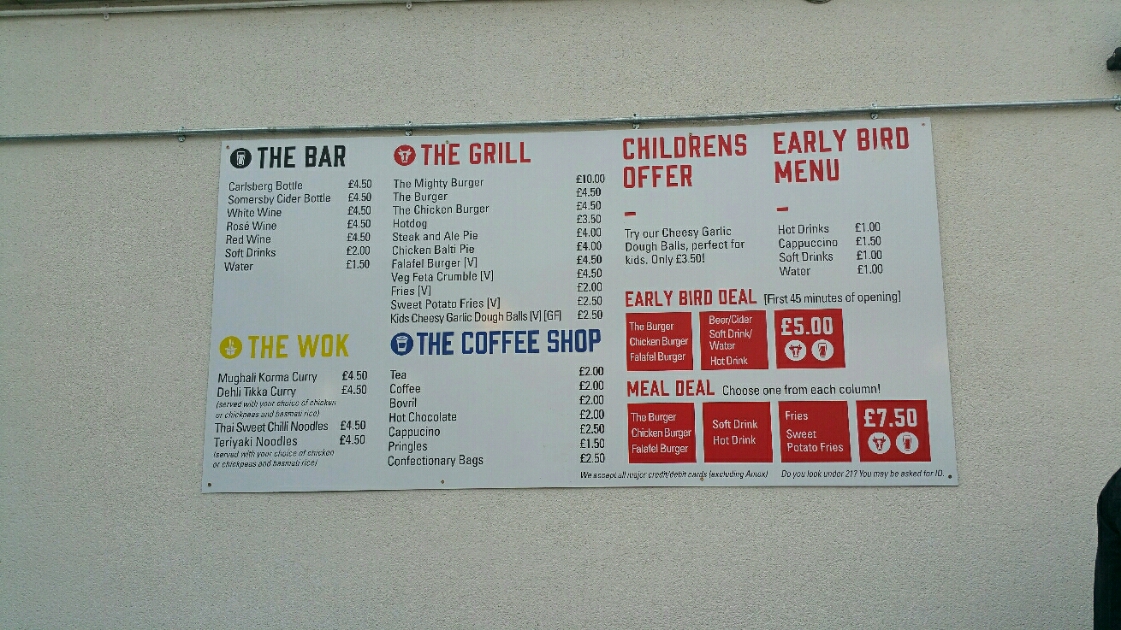 THE BAR
Carlsberg Bottle £4.50
Somersby Cider Bottle £4.50
White Wine £4.50
Rosé Wine £4.50
Red Wine £4.50
Soft Drinks £2.00
Water £1.50
THE WOK
Mughali Korma Curry £4.50
Dehli Tikka Curry £4.50
(served with your choice of chicken
or chickpeas and basmati rice)
Thai Sweet Chilli Noodles £4.50
Teriyaki Noodles £4.50
(served with your choice of chicken
or chickpeas and basmati rice)
THE GRILL
The Mighty Burger £10.00
The Burger £4.50
The Chicken Burger £4.50
Hotdog £3.50
Steak and Ale Pie £4.00
Chicken Balti Pie £4.00
Falafel Burger [V] £4.50
Veg Feta Crumble [V] £4.50
Fries [V] £2.00
Sweet Potato Fries [V] £2.50
Kids Cheesy Garlic Dough Balls [V] [GF] £2.50
THE COFFEE SHOP
Tea £2.00
Coffee £2.00
Bovril £2.00
Hot Chocolate £2.00
Cappucino £2.50
Pringles £1.50
Confectionary Bags £2.50
CHILDRENS
OFFER
Try our Cheesy Garlic
Dough Balls, perfect for
kids. Only £3.50!
EARLY BIRD
MENU
Hot Drinks £1.00
Cappuccino £1.50
Soft Drinks £1.00
Water £1.00
EARLY BIRD DEAL [First 45 minutes of opening]
The Burger
Chicken Burger
Falafel Burger
Beer/Cider
Soft Drink/
Water
Hot Drink
£5.00
MEAL DEAL Choose one from each column!
The Burger
Chicken Burger
Falafel Burger
Soft Drink
Hot Drink
Fries
Sweet
Potato Fries
£7.50
We accept all major credit/debit cards (excluding Amex) Do you look under 21? You may be asked for ID.